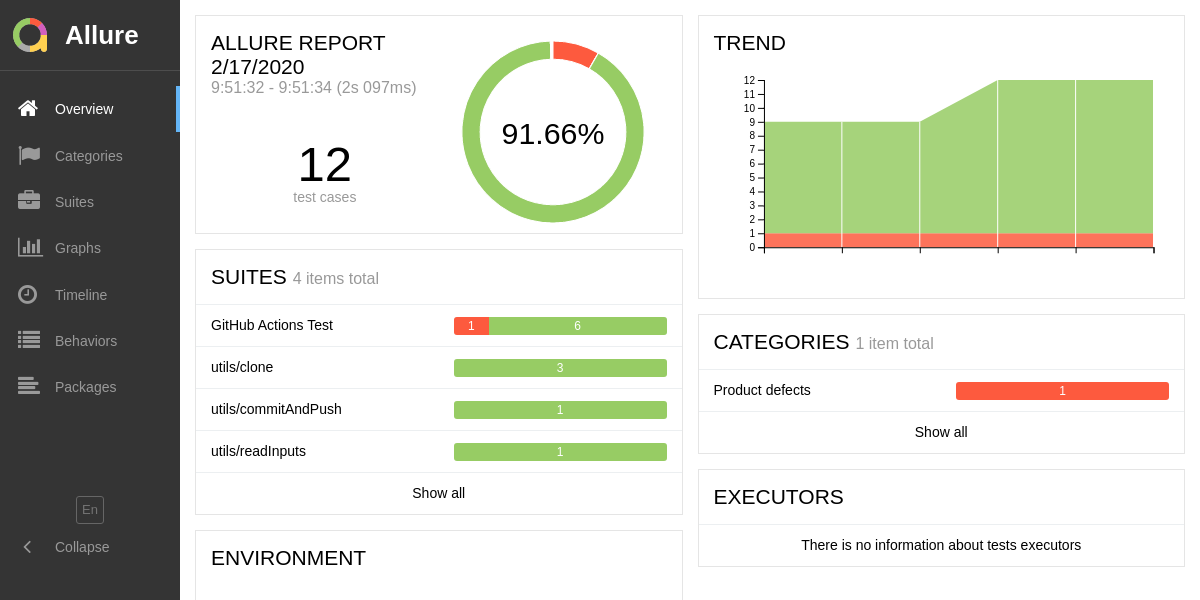 Allure
Overview
Categories
Suites
Graphs
Timeline
Behaviors
Packages
En
Collapse
ALLURE REPORT
2/17/2020
9:51:32 - 9:51:34 (2s 097ms)
12
test cases
91.66%
SUITES 4 items total
GitHub Actions Test 1 6
utils/clone 3
utils/commitAndPush 1
utils/readInputs 1
Show all
ENVIRONMENT
TREND
12
11
10
9
8
7
6
5
4
3
2
1
0
CATEGORIES 1 item total
Product defects 1
Show all
EXECUTORS
There is no information about tests executors